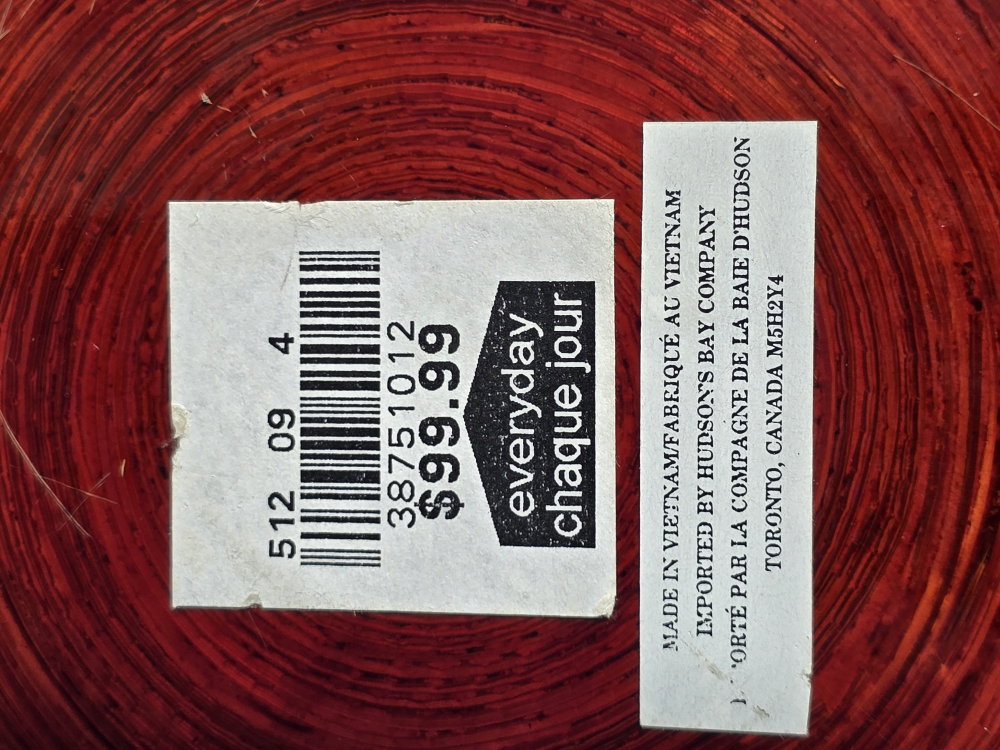 512 09 4
38751012
$99.99
everyday
chaque jour
MADE IN VIETNAM/FABRIQUÉ AU VIETNAM
IMPORTED BY HUDSON'S BAY COMPANY
PAR LA COMPAGNE DE LA BAIE D'HUDSON
TORONTO, CANADA M5H2Y4